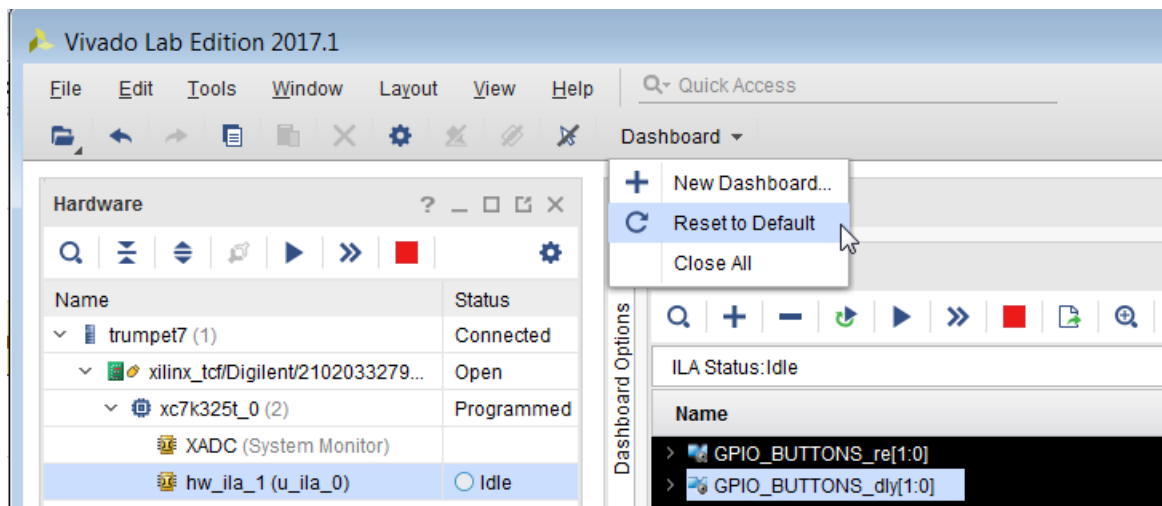 Vivado Lab Edition 2017.1
File Edit Tools Window Layout View Help Quick Access
Dashboard
New Dashboard...
Reset to Default
Close All
Hardware ?
Name Status
trumpet7 (1) Connected
xilinx_tcf/Digilent/2102033279... Open
xc7k325t_0 (2) Programmed
XADC (System Monitor)
hw_ila_1 (u_ila_0) Idle
Dashboard Options
ILA Status:Idle
Name
GPIO_BUTTONS_re[1:0]
GPIO_BUTTONS_dly[1:0]